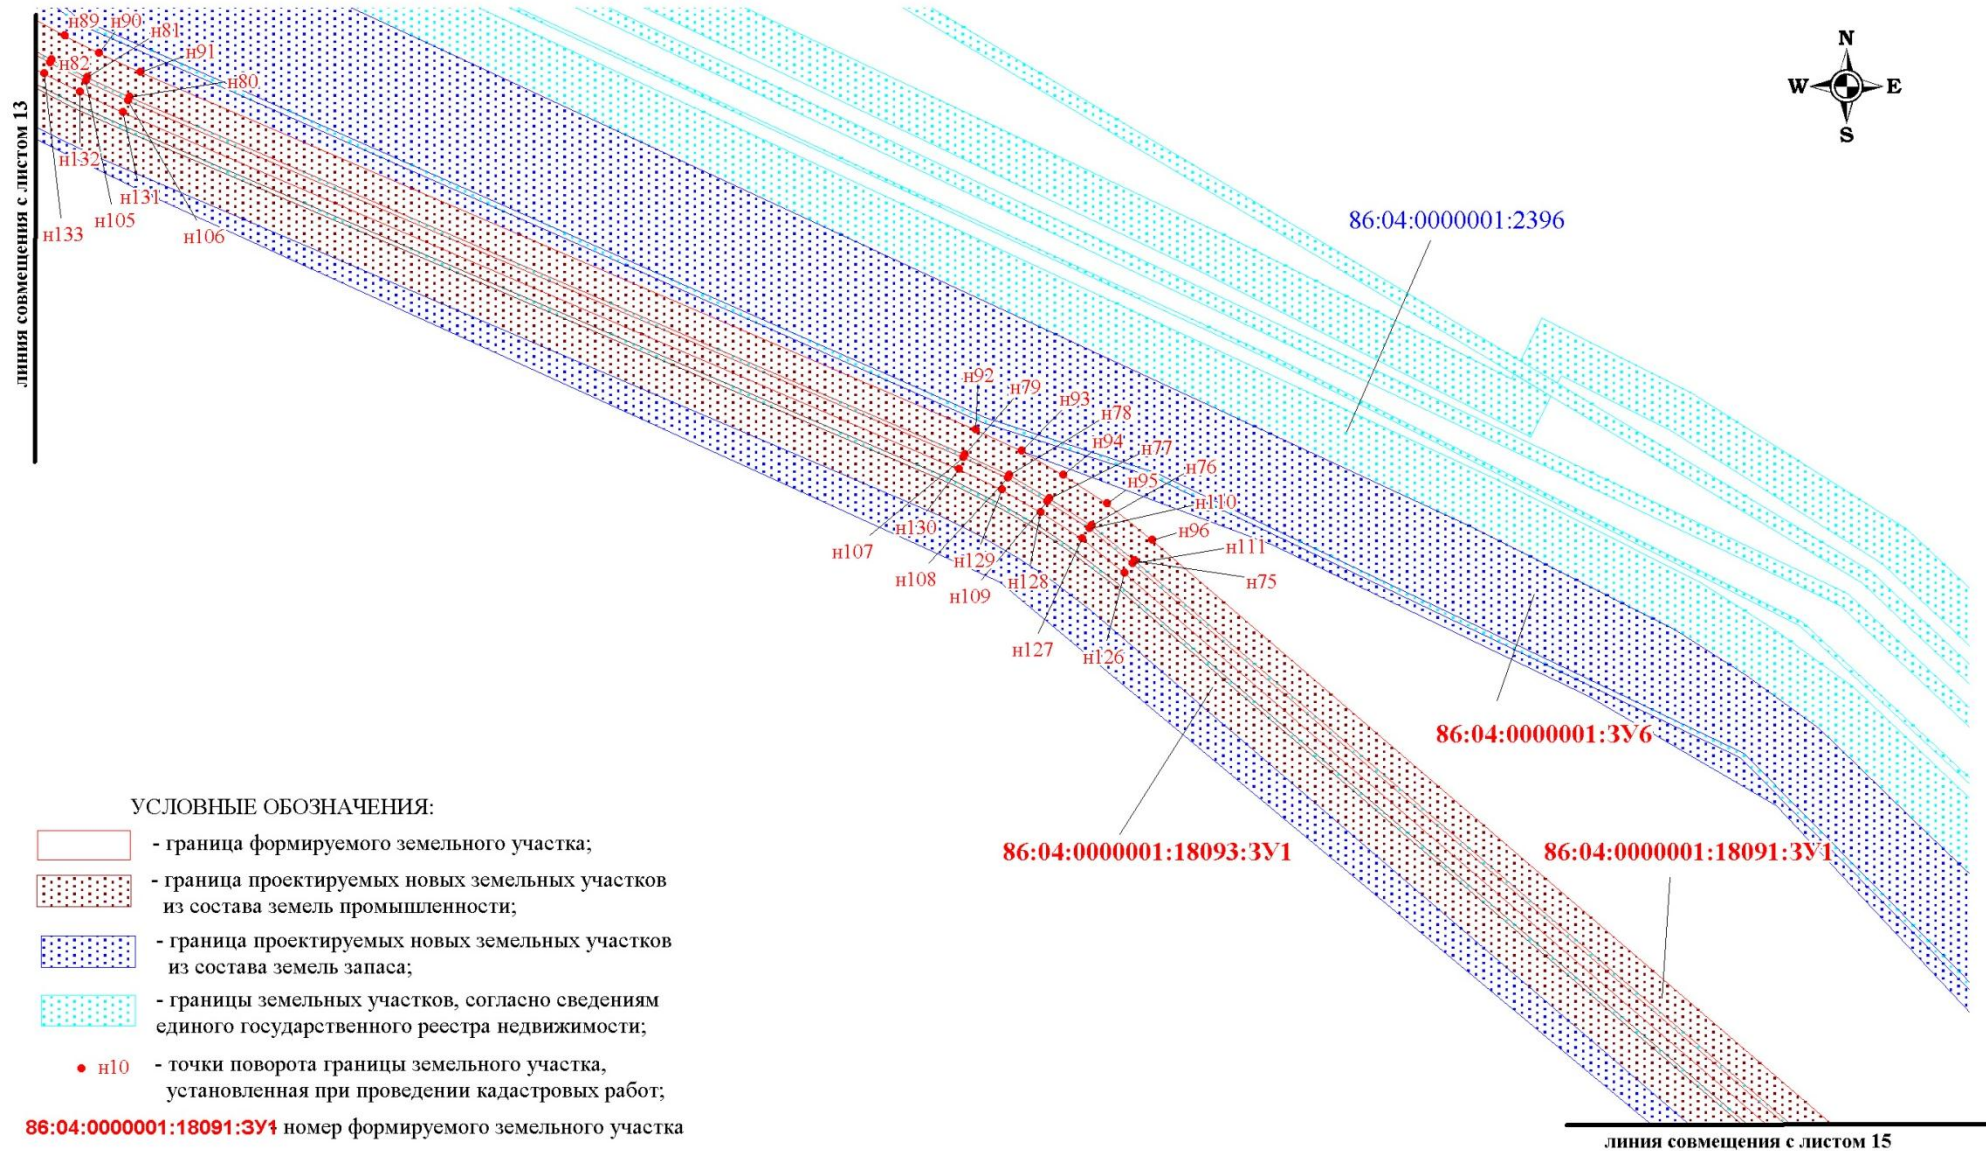 н89
н90
н81
н91
н82
н80
н132
н131
н105
н133
н106
линия совмещения с листом 13
N
W
E
S
86:04:0000001:2396
н92
н79
н93
н78
н94
н77
н76
н95
н110
н96
н111
н75
н130
н107
н129
н108
н128
н109
н127
н126
86:04:0000001:ЗУ6
86:04:0000001:18093:ЗУ1
86:04:0000001:18091:ЗУ1
УСЛОВНЫЕ ОБОЗНАЧЕНИЯ:
- граница формируемого земельного участка;
- граница проектируемых новых земельных участков
из состава земель промышленности;
- граница проектируемых новых земельных участков
из состава земель запаса;
- границы земельных участков, согласно сведениям
единого государственного реестра недвижимости;
н10 - точки поворота границы земельного участка,
установленная при проведении кадастровых работ;
86:04:0000001:18091:ЗУ1 - номер формируемого земельного участка
линия совмещения с листом 15